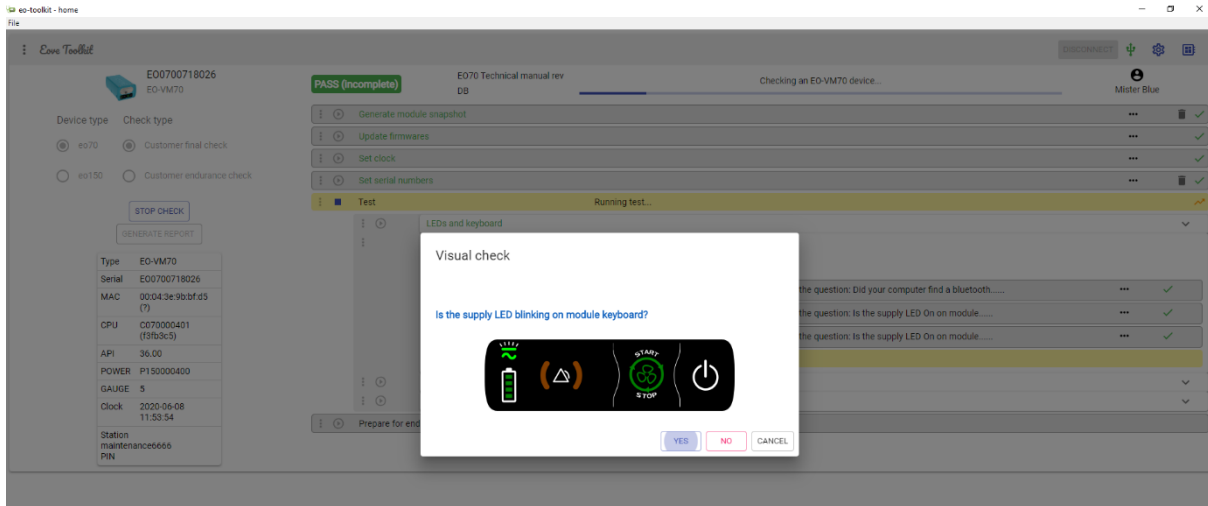 eo-toolkit - home
File
Eove Toolkit
DISCONNECT
EO0700718026
EO-VM70
Device type
Check type
eo70
Customer final check
eo150
Customer endurance check
STOP CHECK
GENERATE REPORT
Type EO-VM70
Serial EO0700718026
MAC 00:04:3e:9b:bf:d5
(?)
CPU C070000401
(f3fb3c5)
API 36.00
POWER P150000400
GAUGE 5
Clock 2020-06-08
11:53:54
Station
maintenance6666
PIN
PASS (incomplete)
EO70 Technical manual rev
DB
Checking an EO-VM70 device...
Mister Blue
Generate module snapshot
Update firmwares
Set clock
Set serial numbers
Test Running test...
LEDs and keyboard
the question: Did your computer find a bluetooth......
the question: Is the supply LED On on module......
the question: Is the supply LED On on module......
Prepare for end
Visual check
Is the supply LED blinking on module keyboard?
START
STOP
YES
NO
CANCEL